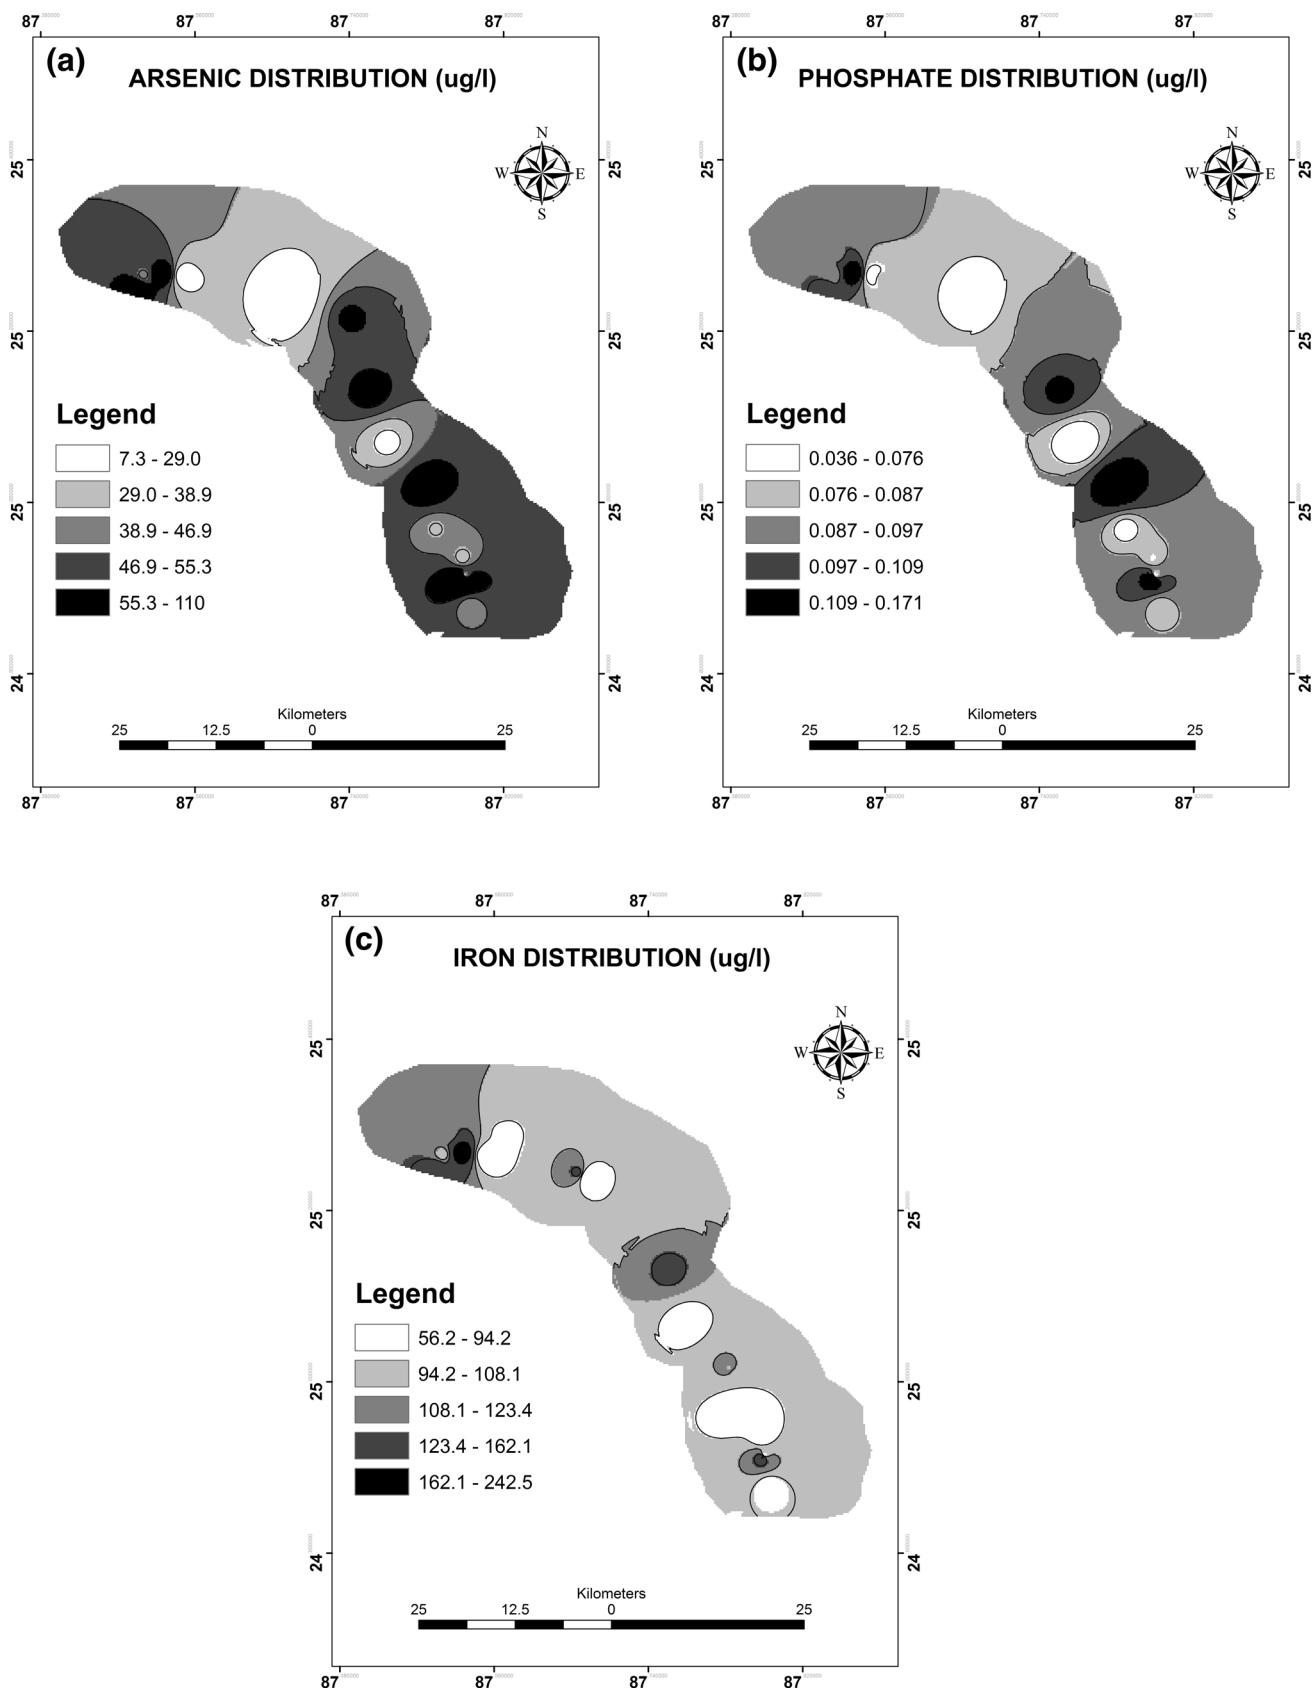 87 87 87 87
(a)
ARSENIC DISTRIBUTION (ug/l)
N
W E
S
25 25
25 25
25 25
24 24
Legend
7.3 - 29.0
29.0 - 38.9
38.9 - 46.9
46.9 - 55.3
55.3 - 110
Kilometers
25 12.5 0 25
87 87 87 87
87 87 87 87
(b)
PHOSPHATE DISTRIBUTION (ug/l)
N
W E
S
25 25
25 25
25 25
24 24
Legend
0.036 - 0.076
0.076 - 0.087
0.087 - 0.097
0.097 - 0.109
0.109 - 0.171
Kilometers
25 12.5 0 25
87 87 87 87
87 87 87 87
(c)
IRON DISTRIBUTION (ug/l)
N
W E
S
25 25
25 25
25 25
24 24
Legend
56.2 - 94.2
94.2 - 108.1
108.1 - 123.4
123.4 - 162.1
162.1 - 242.5
Kilometers
25 12.5 0 25
87 87 87 87